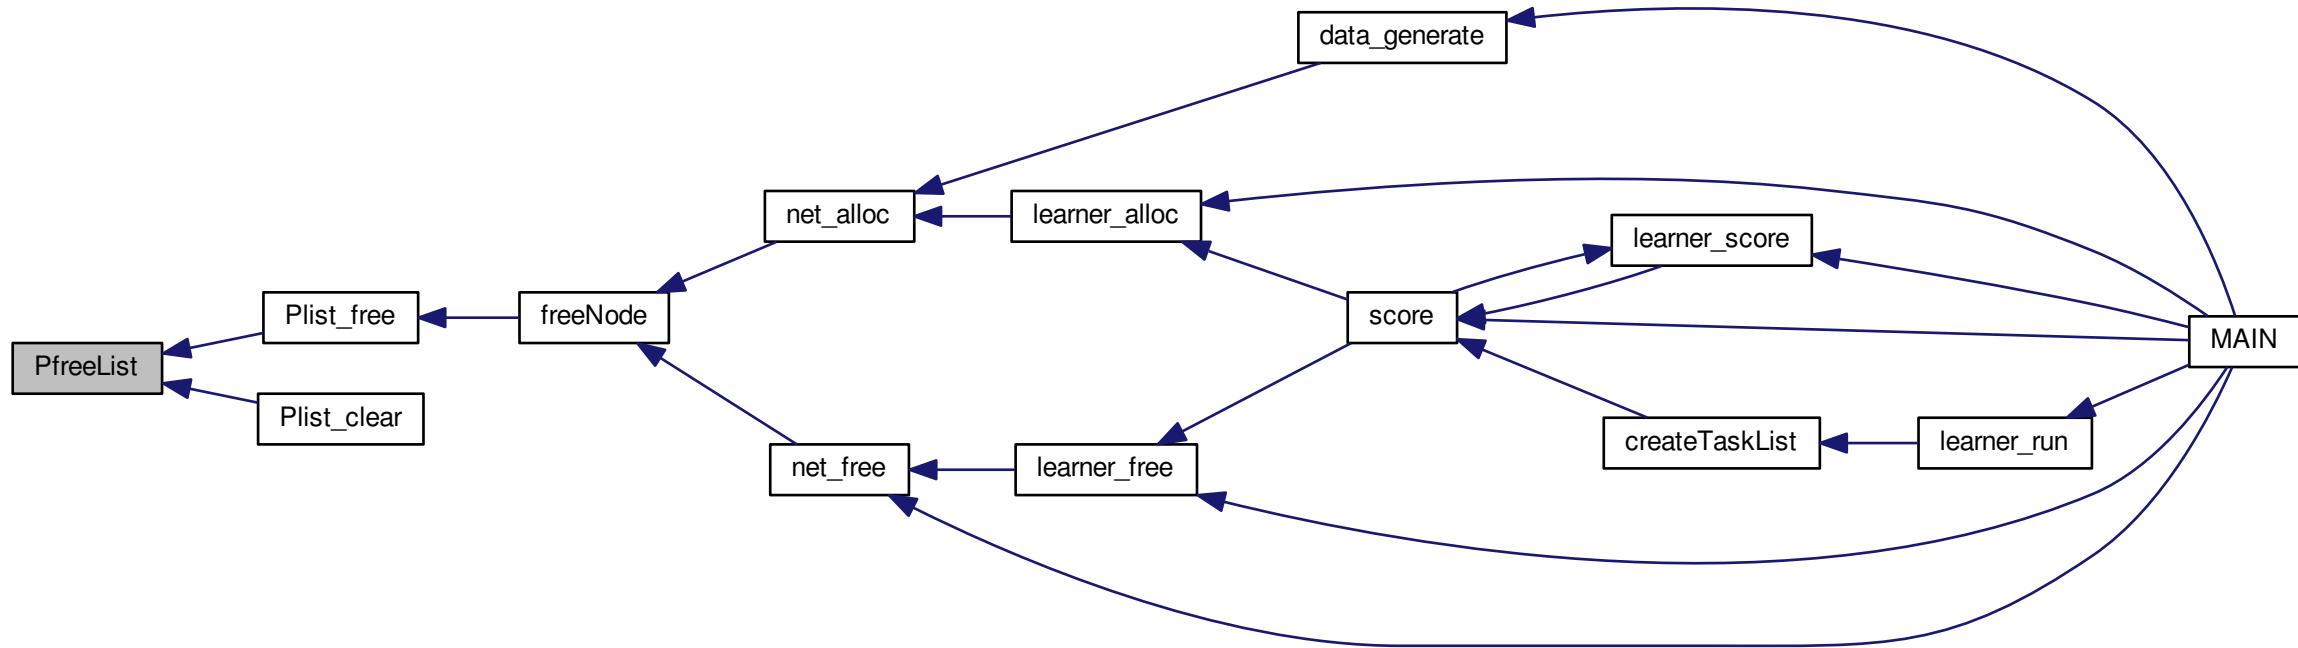 data_generate
net_alloc
learner_alloc
learner_score
Plist_free
freeNode
score
MAIN
PfreeList
Plist_clear
createTaskList
learner_run
net_free
learner_free